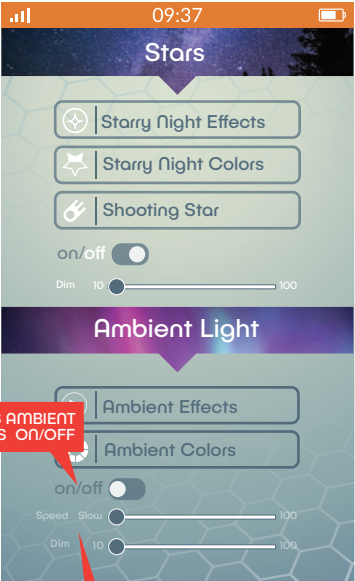 09:37
Stars
Starry Night Effects
Starry Night Colors
Shooting Star
on/off
Dim 10 100
Ambient Light
Ambient Effects
AMBIENT
ON/OFF
Ambient Colors
on/off
Speed Slow 100
Dim 10 100